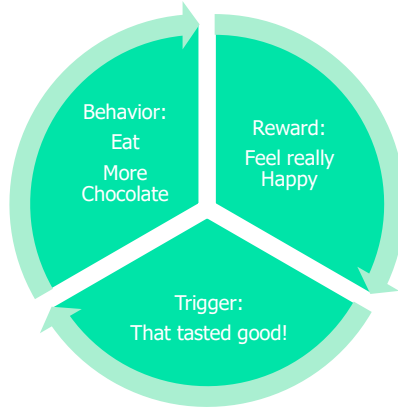 Behavior:
Eat
More
Chocolate
Reward:
Feel really
Happy
Trigger:
That tasted good!